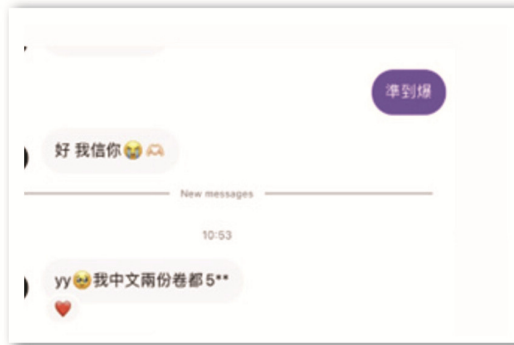 準到爆
好 我信你😭🫶🏻
New messages
10:53
yy🥹我中文兩份卷都5**
❤️